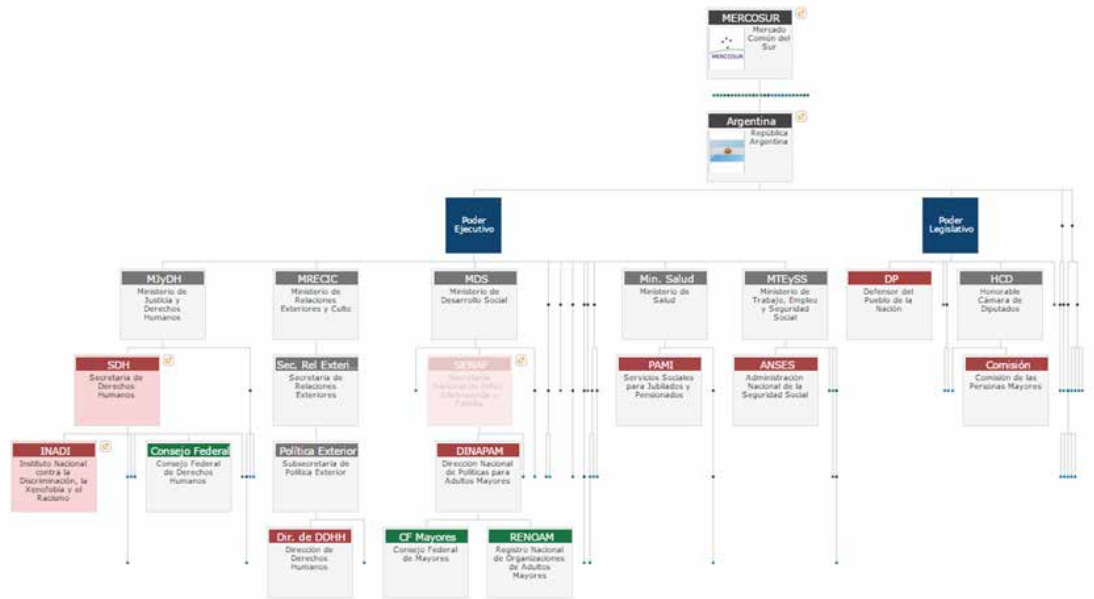 MERCOSUR
Mercado
Común del
Sur
MERCOSUR
Argentina
República
Argentina
Poder
Ejecutivo
Poder
Legislativo
MJyDH
Ministerio de
Justicia y
Derechos
Humanos
MRECIC
Ministerio de
Relaciones
Exteriores y Culto
MDS
Ministerio de
Desarrollo Social
Min. Salud
Ministerio de
Salud
MTEySS
Ministerio de
Trabajo, Empleo
y Seguridad
Social
DP
Defensor del
Pueblo de la
Nación
HCD
Honorable
Cámara de
Diputados
SDH
Secretaría de
Derechos
Humanos
Sec. Rel Exteri...
Secretaría de
Relaciones
Exteriores
SENAF
Secretaría
Nacional de Niñez,
Adolescencia y
Familia
PAMI
Servicios Sociales
para Jubilados y
Pensionados
ANSES
Administración
Nacional de la
Seguridad Social
Comisión
Comisión de las
Personas Mayores
INADI
Instituto Nacional
contra la
Discriminación, la
Xenofobia y el
Racismo
Consejo Federal
Consejo Federal
de Derechos
Humanos
Política Exterior
Subsecretaría de
Política Exterior
DINAPAM
Dirección Nacional
de Políticas para
Adultos Mayores
Dir. de DDHH
Dirección de
Derechos
Humanos
CF Mayores
Consejo Federal
de Mayores
RENOAM
Registro Nacional
de Organizaciones
de Adultos
Mayores